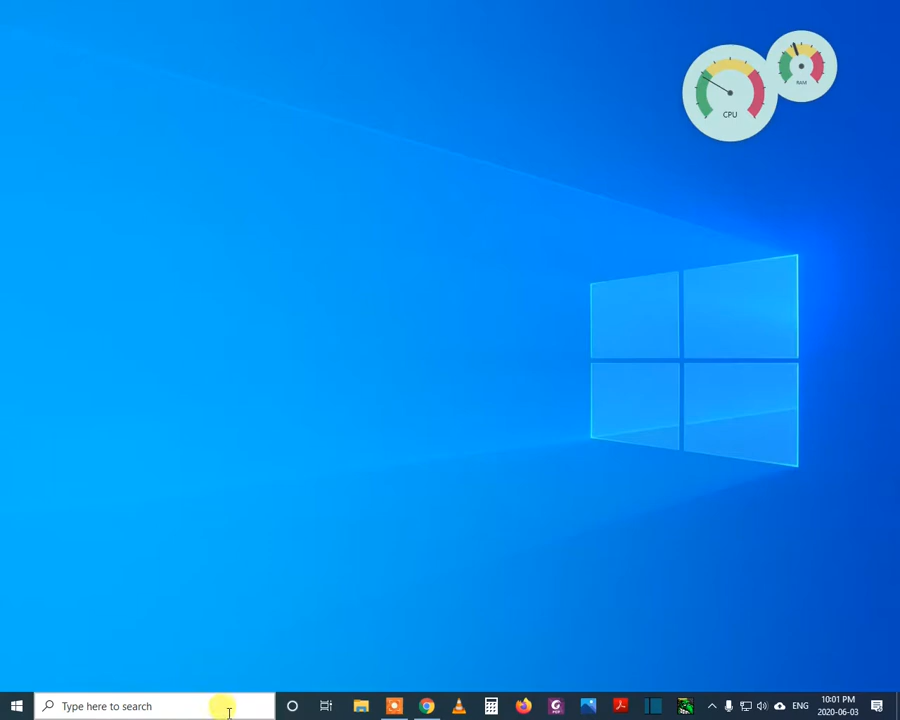 RAM
CPU
Type here to search
ENG
10:01 PM
2020-06-03